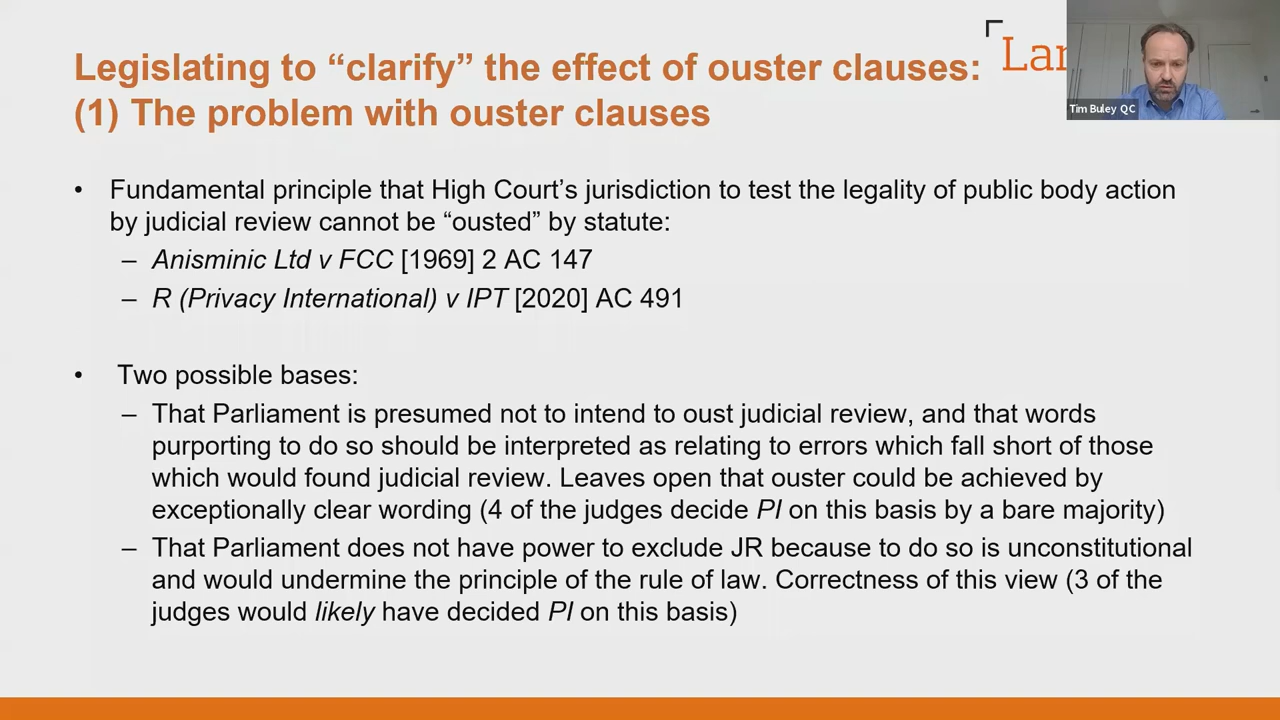 Legislating to “clarify” the effect of ouster clauses:
(1) The problem with ouster clauses
Tim Buley QC
• Fundamental principle that High Court’s jurisdiction to test the legality of public body action
by judicial review cannot be “ousted” by statute:
– Anisminic Ltd v FCC [1969] 2 AC 147
– R (Privacy International) v IPT [2020] AC 491
• Two possible bases:
– That Parliament is presumed not to intend to oust judicial review, and that words
purporting to do so should be interpreted as relating to errors which fall short of those
which would found judicial review. Leaves open that ouster could be achieved by
exceptionally clear wording (4 of the judges decide PI on this basis by a bare majority)
– That Parliament does not have power to exclude JR because to do so is unconstitutional
and would undermine the principle of the rule of law. Correctness of this view (3 of the
judges would likely have decided PI on this basis)